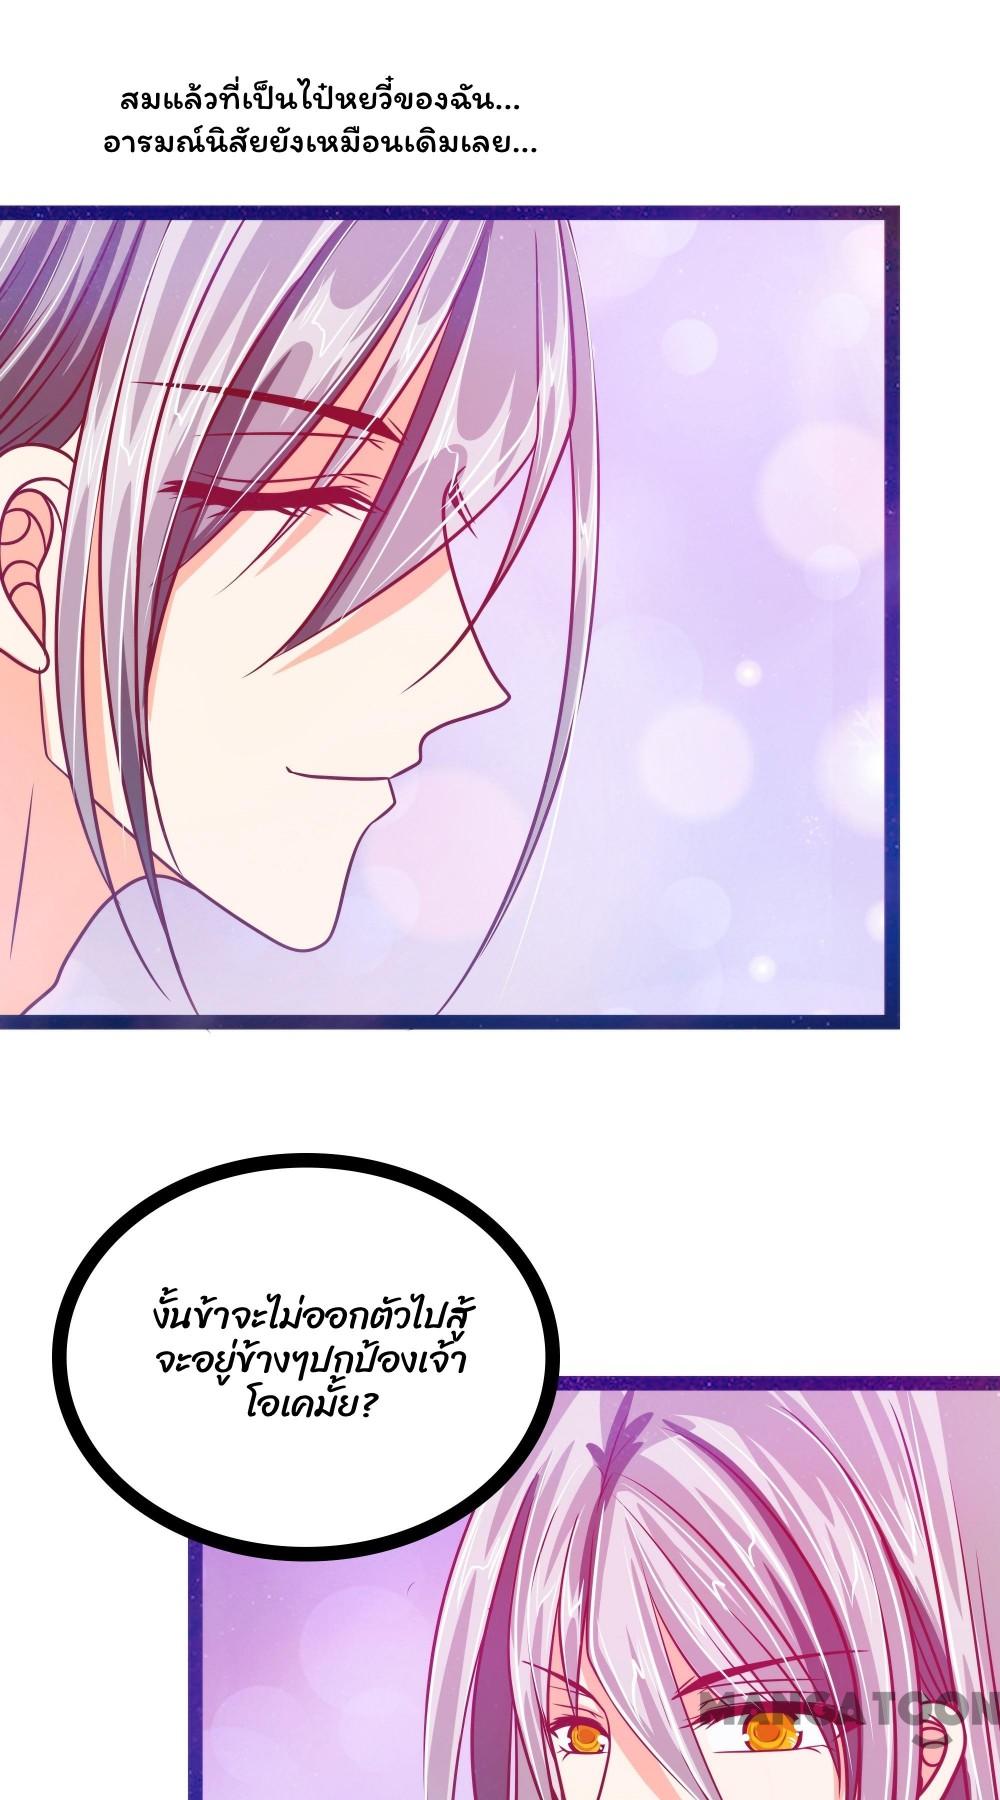 สมแล้วที่เป็นไป๋หยวี๋ของฉัน...
อารมณ์นิสัยยังเหมือนเดิมเลย...
งั้นข้าจะไม่ออกตัวไปสู้
จะอยู่ข้างๆปกป้องเจ้า
โอเคมั้ย?
MANGATOON